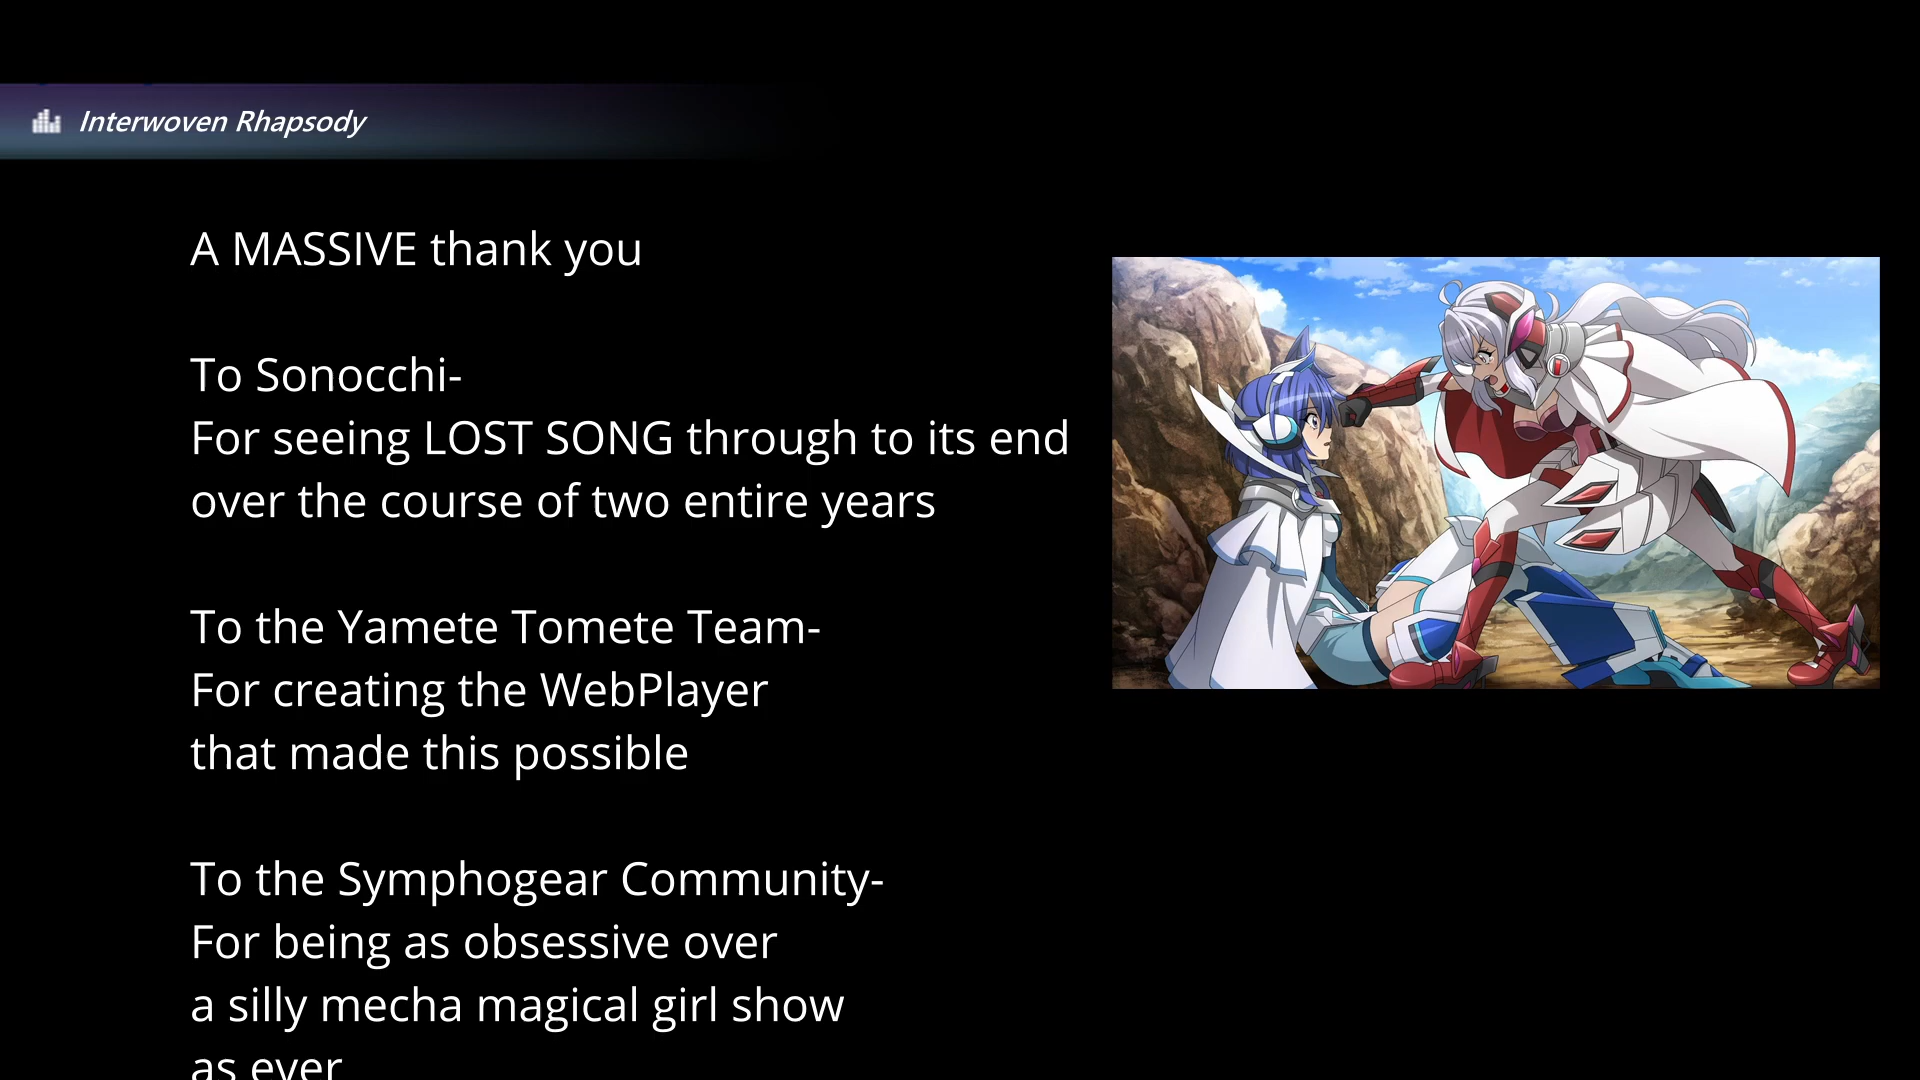 Interwoven Rhapsody
A MASSIVE thank you
To Sonocchi-
For seeing LOST SONG through to its end
over the course of two entire years
To the Yamete Tomete Team-
For creating the WebPlayer
that made this possible
To the Symphogear Community-
For being as obsessive over
a silly mecha magical girl show
as ever